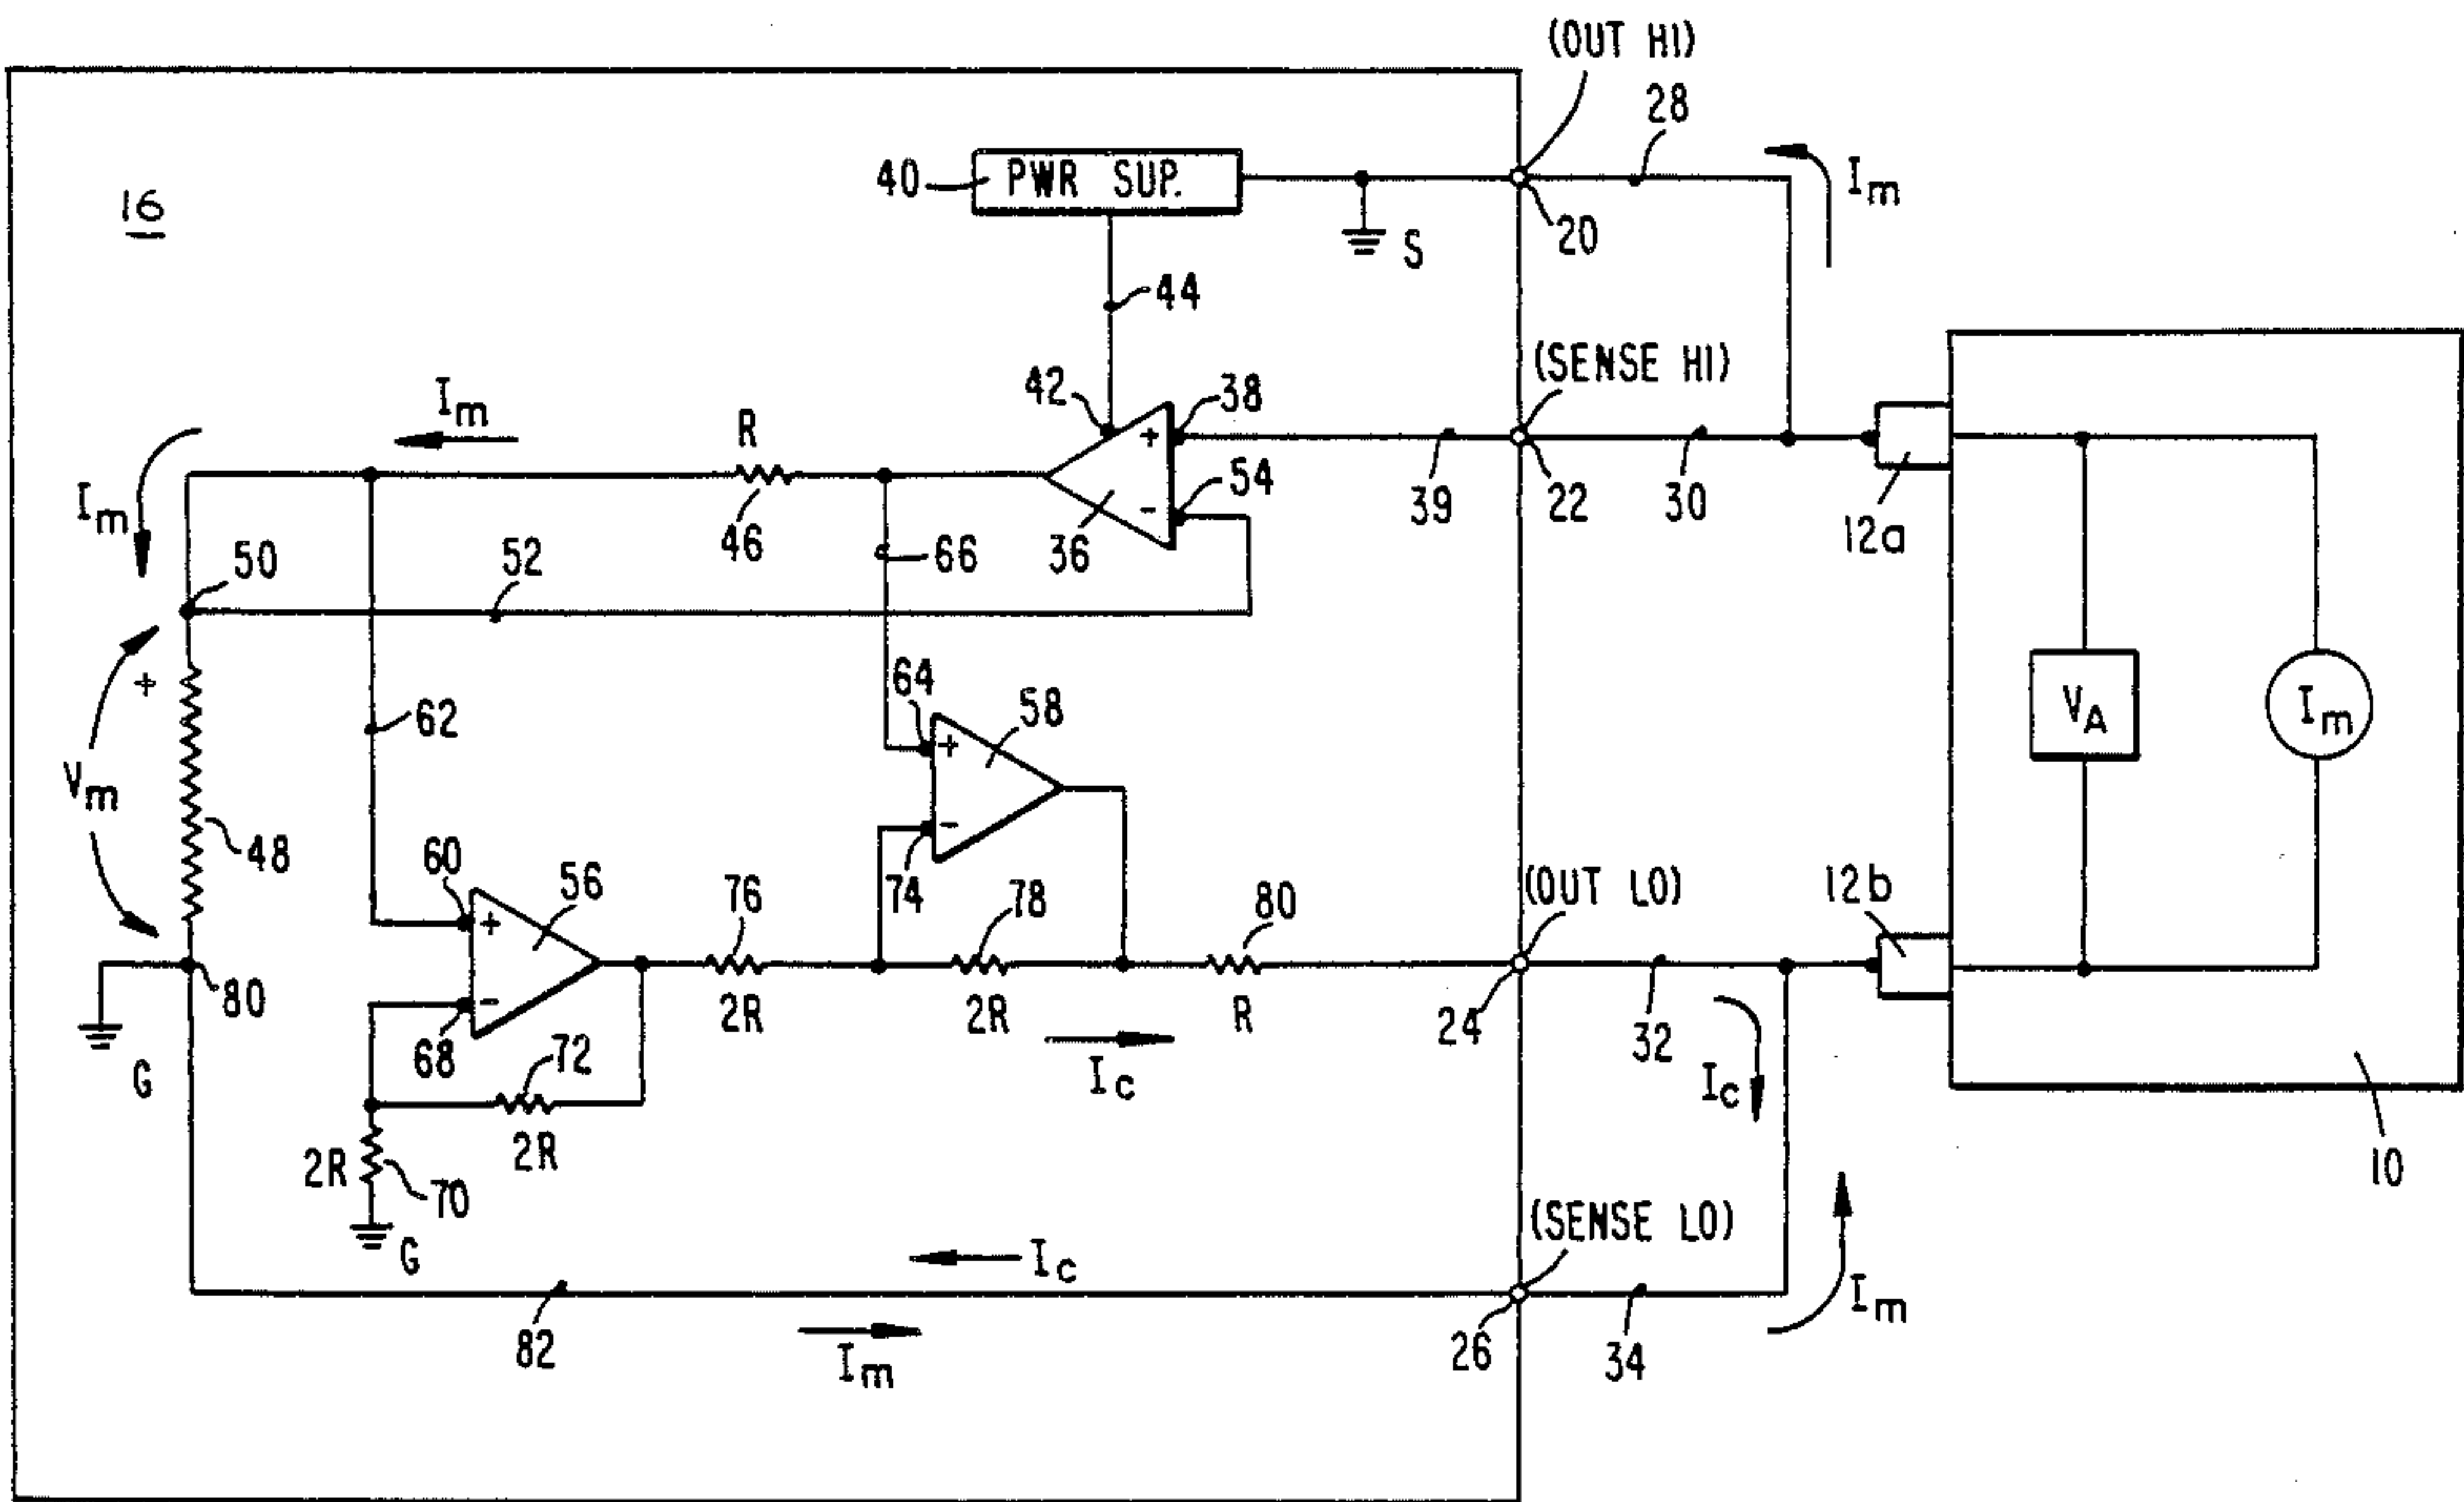 (OUT HI)
28
40
PWR SUP.
Im
16
20
S
44
(SENSE HI)
42
38
Im
R
54
Im
46
66
36
39
22
30
12a
50
52
+
-
+
64
58
62
+
VA
Im
Vm
-
48
60
56
76
74
78
80
(OUT LO)
12b
+
80
-
2R
2R
R
24
32
68
72
G
Ic
Ic
2R
2R
70
10
G
Ic
(SENSE LO)
82
Im
26
34
Im